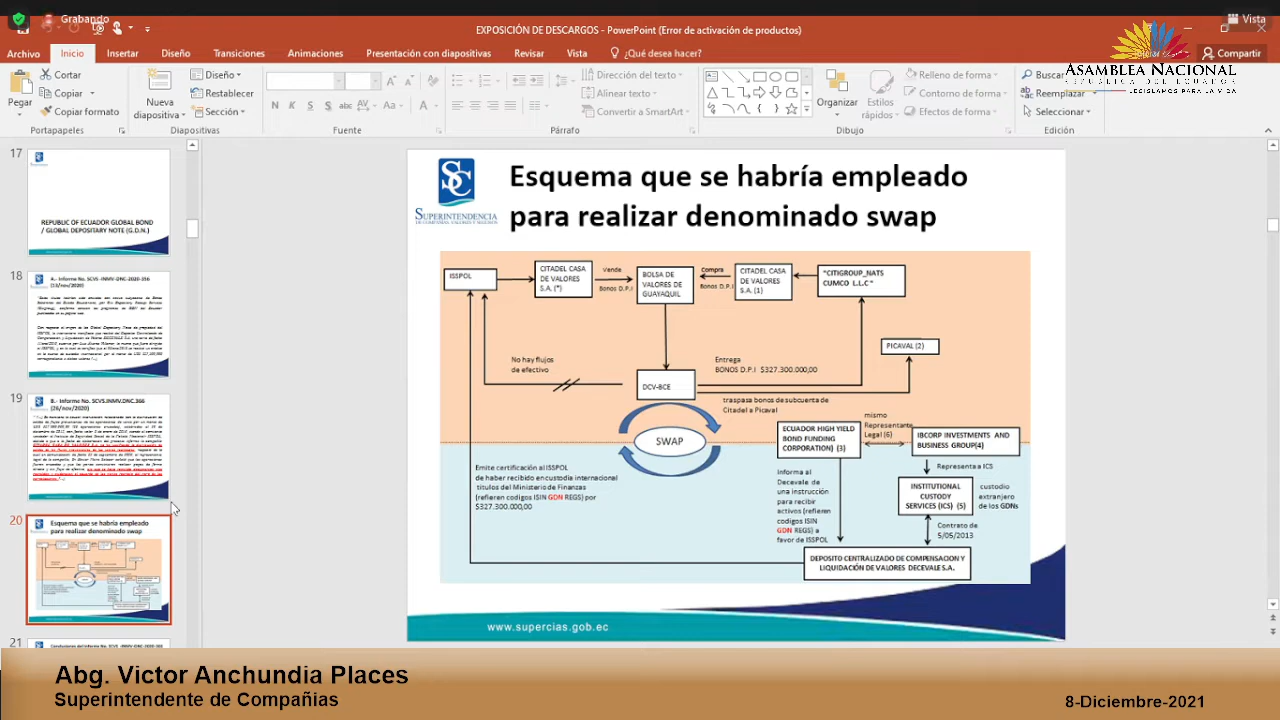 Grabando
Vista
EXPOSICIÓN DE DESCARGOS - PowerPoint (Error de activación de productos)
Archivo
Inicio
Insertar
Diseño
Transiciones
Animaciones
Presentación con diapositivas
Revisar
Vista
¿Qué desea hacer?
Compartir
ASAMBLEA NACIONAL
Pegar
Cortar
Copiar
Copiar formato
Portapapeles
Nueva
diapositiva
Diseño
Restablecer
Sección
Diapositivas
Fuente
Dirección del texto
Alinear texto
Convertir a SmartArt
Párrafo
Organizar
Estilos
rápidos
Relleno de forma
Contorno de forma
Efectos de forma
Dibujo
Buscar
Reemplazar
Seleccionar
Edición
17
REPUBLIC OF ECUADOR GLOBAL BOND
/ GLOBAL DEPOSITARY NOTE (G.D.N.)
18
A.- Informe No. SCVS-INMV-DNC-2020-356
(13/nov/2020)
19
B.- Informe No. SCVS.INMV.DNC.366
(26/nov/2020)
20
Esquema que se habría empleado
para realizar denominado swap
21
SUPERINTENDENCIA
DE COMPAÑÍAS, VALORES Y SEGUROS
Esquema que se habría empleado
para realizar denominado swap
ISSPOL
CITADEL CASA
DE VALORES
S.A. (*)
Vende
Bonos D.P.I
BOLSA DE
VALORES DE
GUAYAQUIL
Compra
Bonos D.P.I
CITADEL CASA
DE VALORES
S.A. (1)
"CITIGROUP_NATS
CUMCO L.L.C"
PICAVAL (2)
No hay flujos
de efectivo
Entrega
BONOS D.P.I $327.300.000,00
DCV-BCE
traspasa bonos de subcuenta de
Citadel a Picaval
SWAP
ECUADOR HIGH YIELD
BOND FUNDING
CORPORATION) (3)
mismo
Representante
Legal (6)
IBCORP INVESTMENTS AND
BUSINESS GROUP(4)
Representa a ICS
Emite certificación al ISSPOL
de haber recibido en custodia internacional
titulos del Ministerio de Finanzas
(refieren codigos ISIN GDN REGS) por
$327.300.000,00
Informa al
Decevale de
una instrucción
para recibir
activos (refieren
codigos ISIN
GDN REGS) a
favor de ISSPOL
INSTITUTIONAL
CUSTODY
SERVICES (ICS) (5)
custodio
extranjero
de los GDNs
Contrato de
5/05/2013
DEPOSITO CENTRALIZADO DE COMPENSACION Y
LIQUIDACIÓN DE VALORES DECEVALE S.A.
www.supercias.gob.ec
Abg. Victor Anchundia Places
Superintendente de Compañias
8-Diciembre-2021